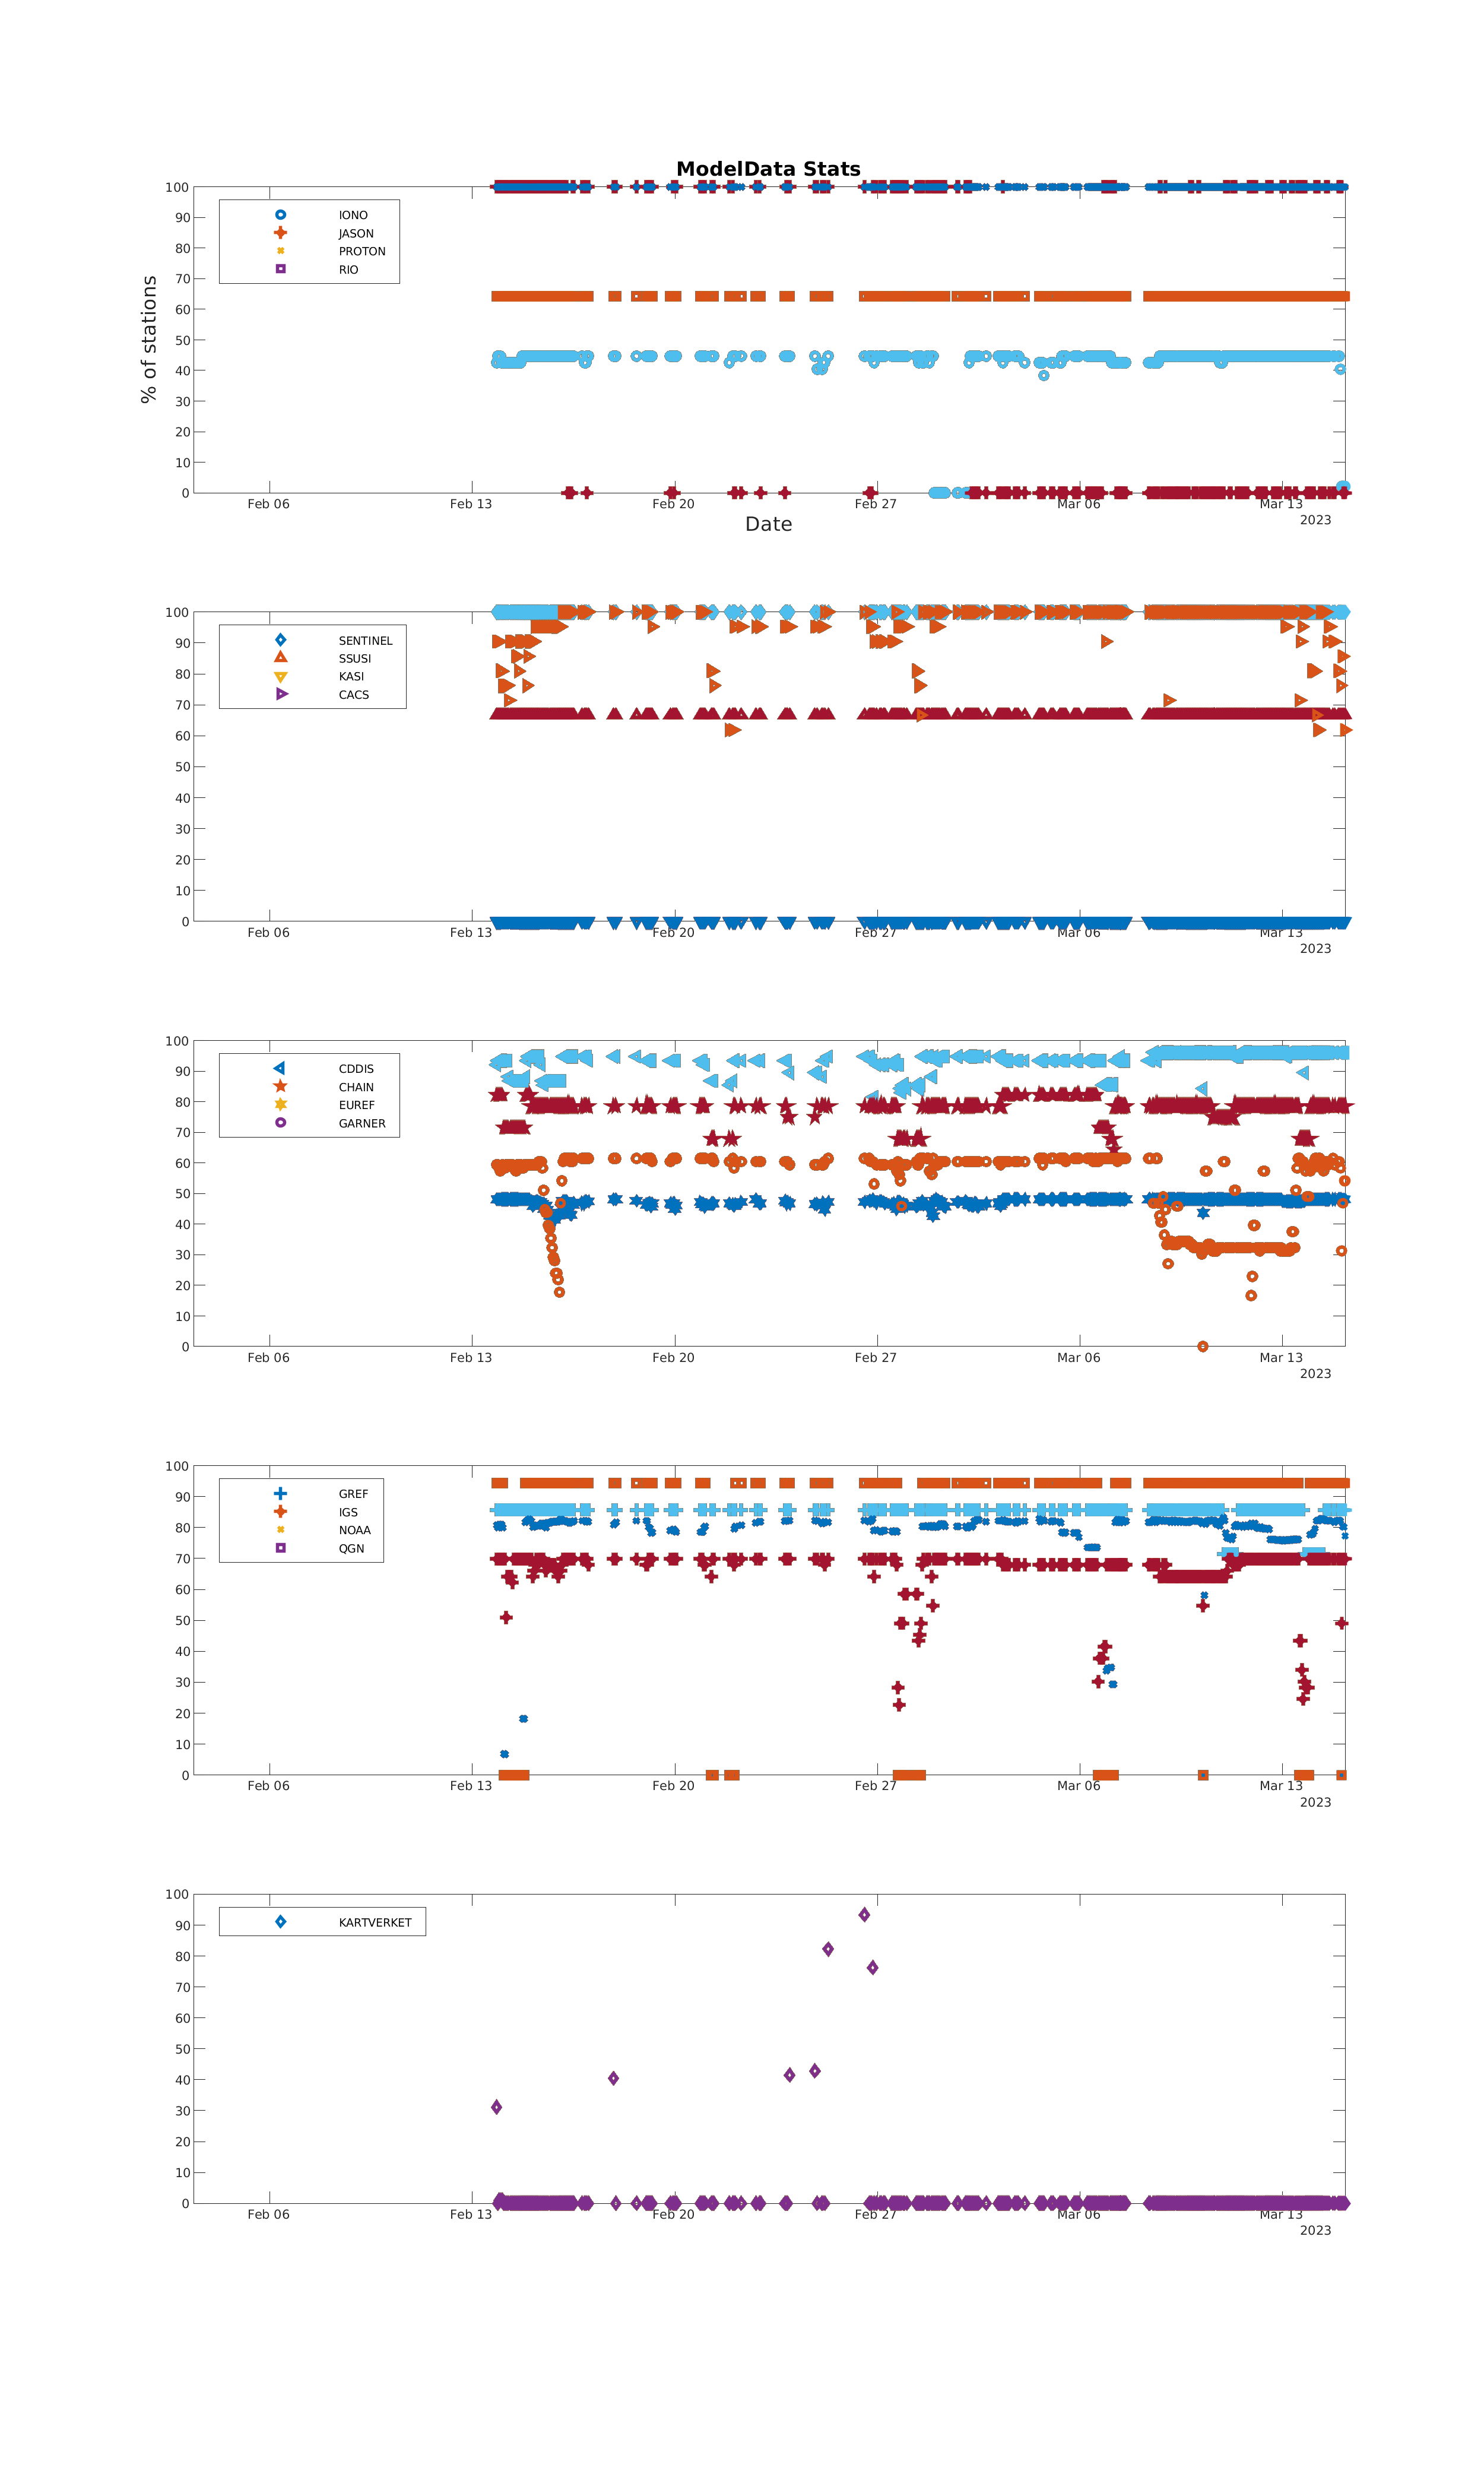 ModelData Stats
100
90
80
70
60
50
40
30
20
10
0
% of stations
IONO
JASON
PROTON
RIO
Feb 06
Feb 13
Feb 20
Feb 27
Mar 06
Mar 13
2023
Date
100
90
80
70
60
50
40
30
20
10
0
SENTINEL
SSUSI
KASI
CACS
Feb 06
Feb 13
Feb 20
Feb 27
Mar 06
Mar 13
2023
100
90
80
70
60
50
40
30
20
10
0
CDDIS
CHAIN
EUREF
GARNER
Feb 06
Feb 13
Feb 20
Feb 27
Mar 06
Mar 13
2023
100
90
80
70
60
50
40
30
20
10
0
GREF
IGS
NOAA
QGN
Feb 06
Feb 13
Feb 20
Feb 27
Mar 06
Mar 13
2023
100
90
80
70
60
50
40
30
20
10
0
KARTVERKET
Feb 06
Feb 13
Feb 20
Feb 27
Mar 06
Mar 13
2023